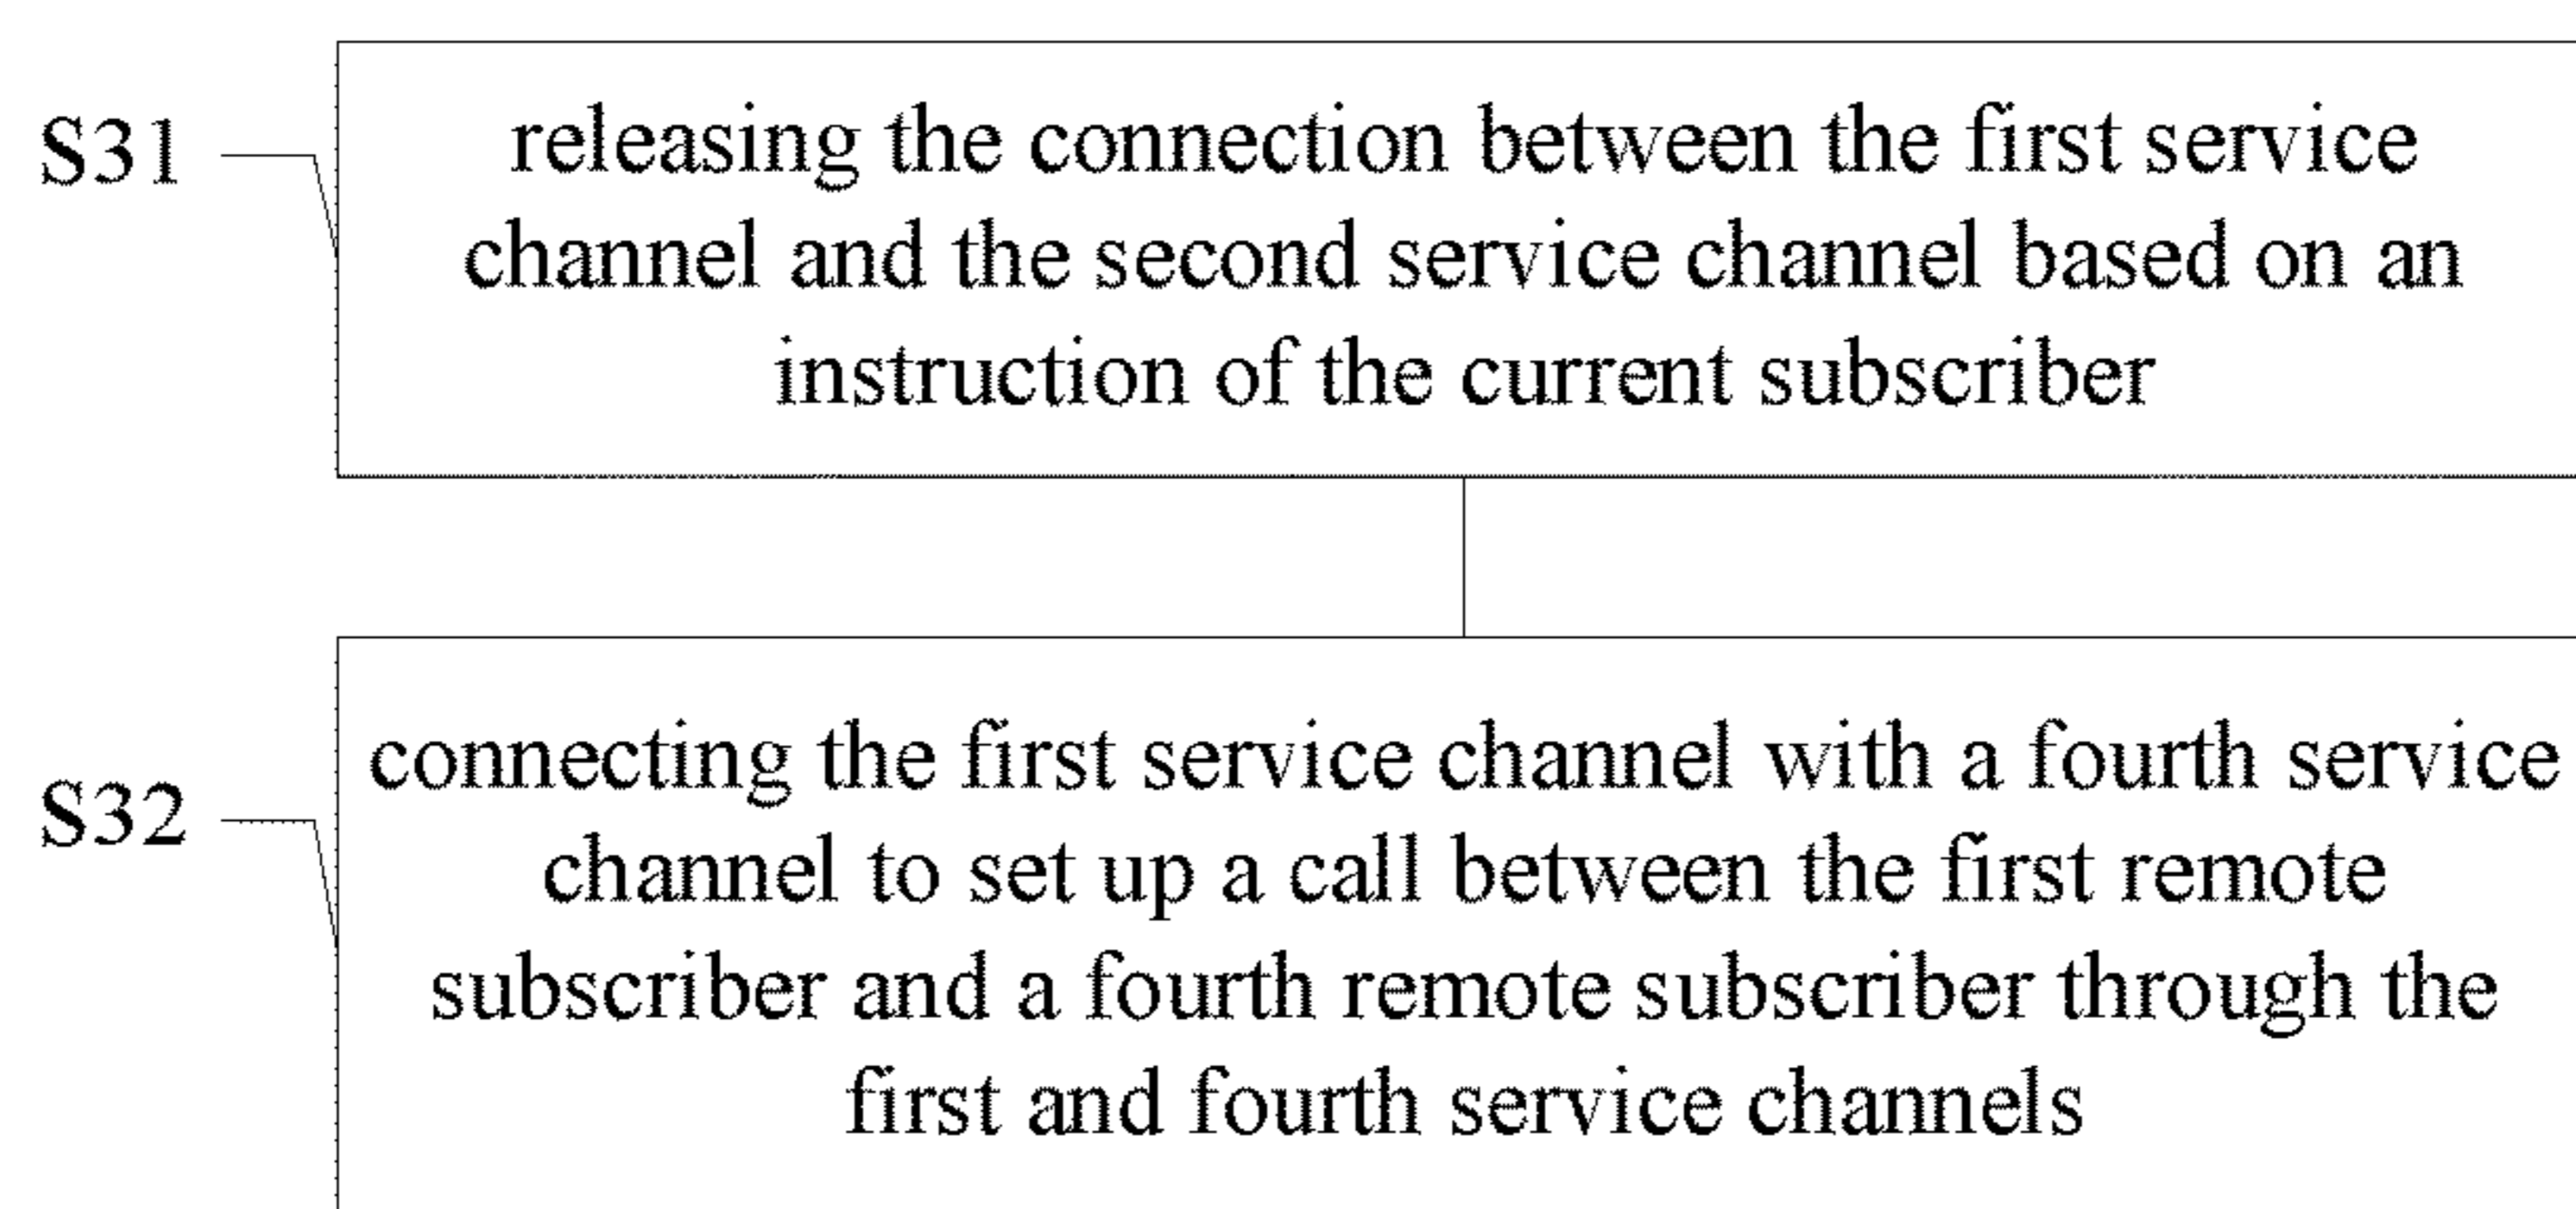 S31
releasing the connection between the first service
channel and the second service channel based on an
instruction of the current subscriber
S32
connecting the first service channel with a fourth service
channel to set up a call between the first remote
subscriber and a fourth remote subscriber through the
first and fourth service channels